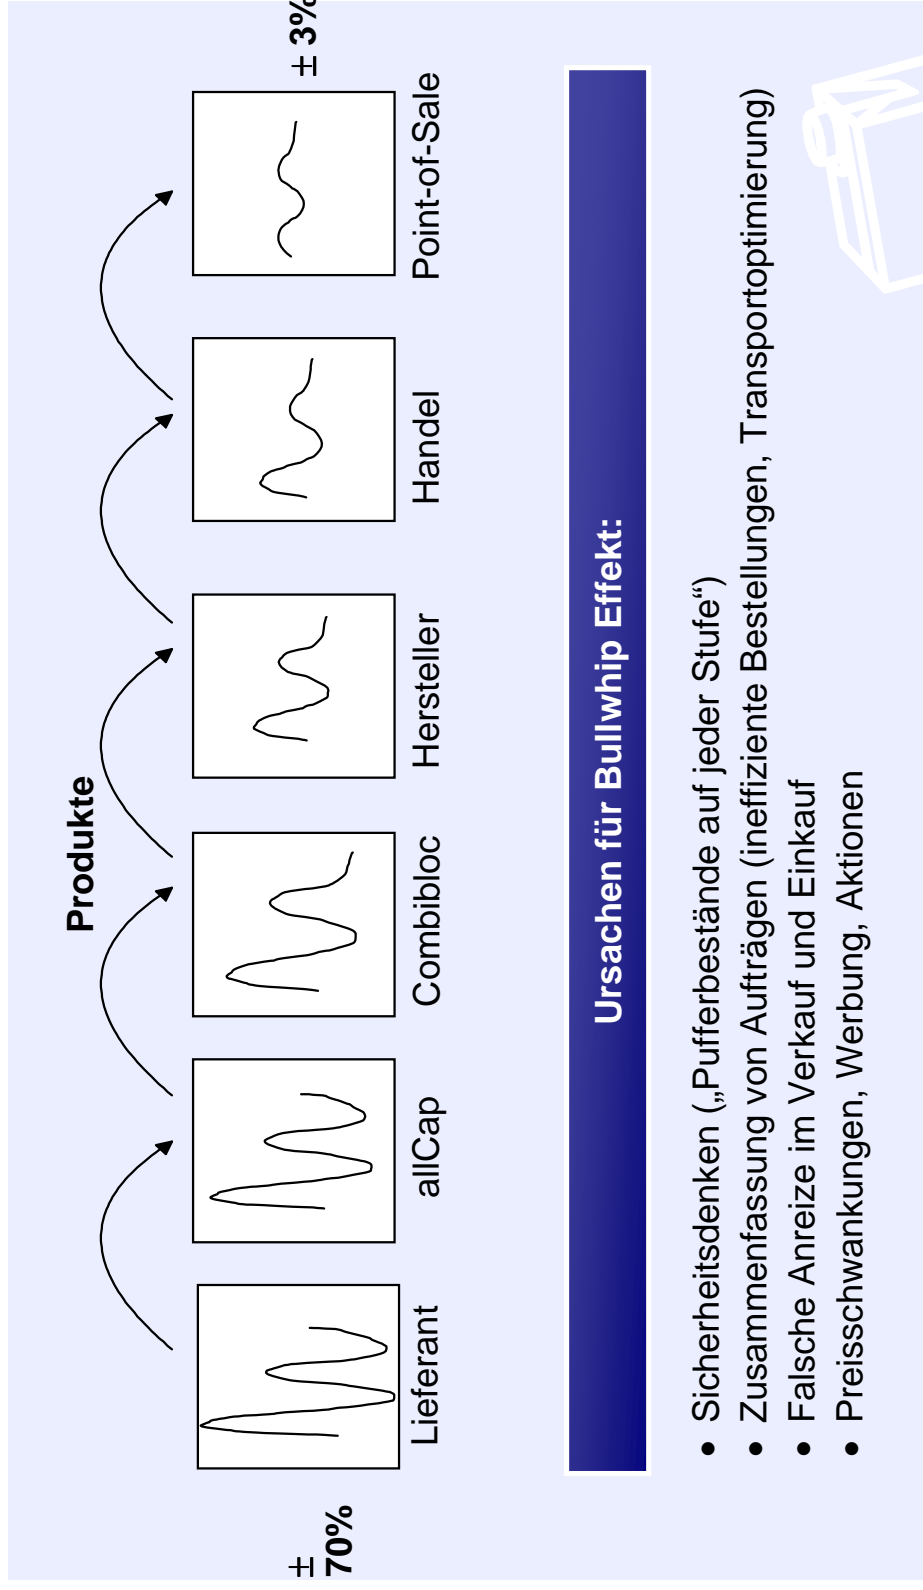 Produkte
± 70%
± 3%
Lieferant
allCap
Combibloc
Hersteller
Handel
Point-of-Sale
Ursachen für Bullwhip Effekt:
• Sicherheitsdenken („Pufferbestände auf jeder Stufe“)
• Zusammenfassung von Aufträgen (ineffiziente Bestellungen, Transportoptimierung)
• Falsche Anreize im Verkauf und Einkauf
• Preisschwankungen, Werbung, Aktionen